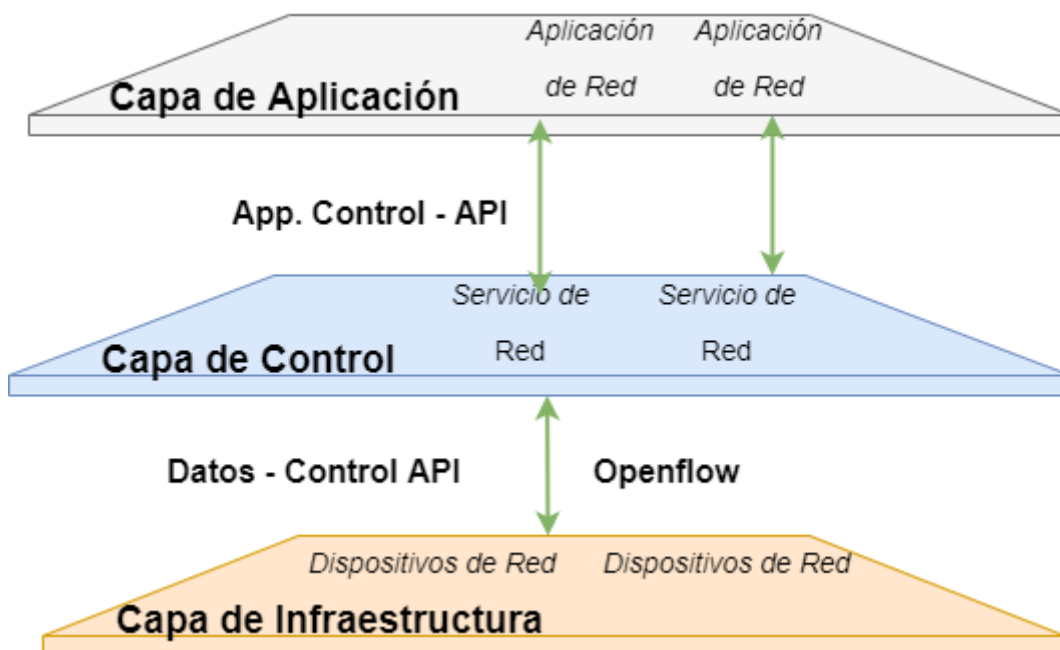 Aplicación Aplicación
de Red de Red
Capa de Aplicación
App. Control - API
Servicio de Servicio de
Red Red
Capa de Control
Datos - Control API Openflow
Dispositivos de Red Dispositivos de Red
Capa de Infraestructura